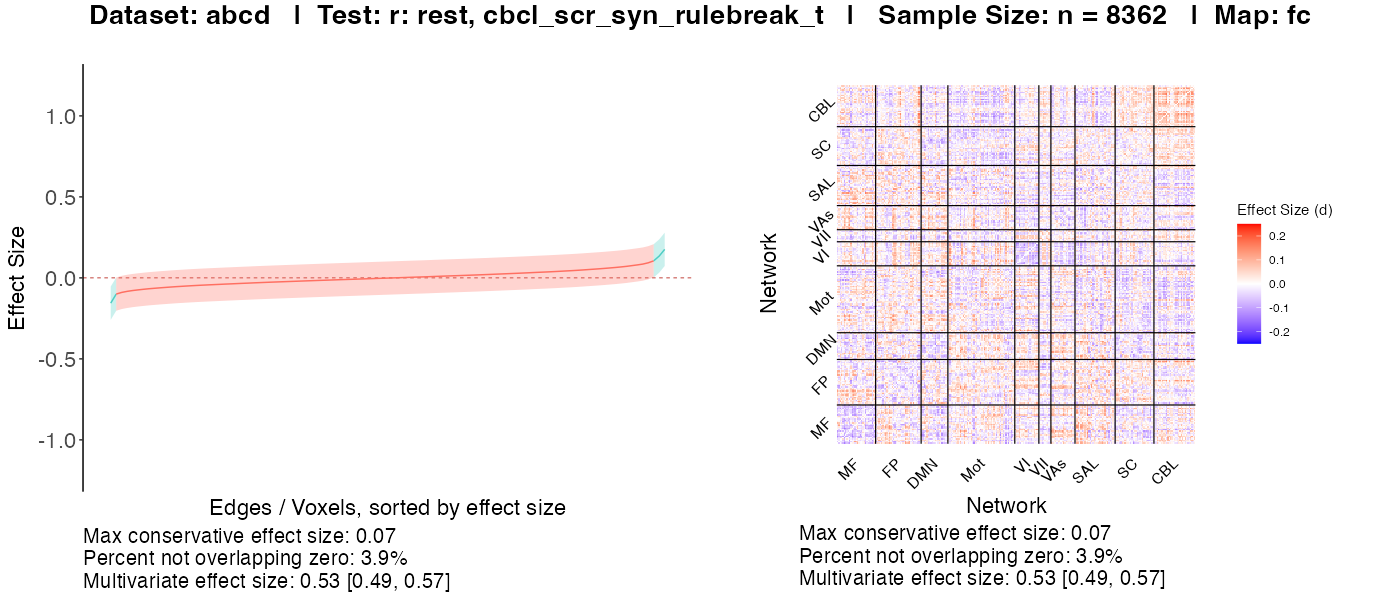 Dataset: abcd | Test: r: rest, cbcl_scr_syn_rulebreak_t | Sample Size: n = 8362 | Map: fc
Effect Size
1.0
0.5
0.0
-0.5
-1.0
Edges / Voxels, sorted by effect size
Max conservative effect size: 0.07
Percent not overlapping zero: 3.9%
Multivariate effect size: 0.53 [0.49, 0.57]
Network
CBL
SC
SAL
VAs
VII
VI
Mot
DMN
FP
MF
MF FP DMN Mot VI VII VAs SAL SC CBL
Network
Max conservative effect size: 0.07
Percent not overlapping zero: 3.9%
Multivariate effect size: 0.53 [0.49, 0.57]
Effect Size (d)
0.2
0.1
0.0
-0.1
-0.2